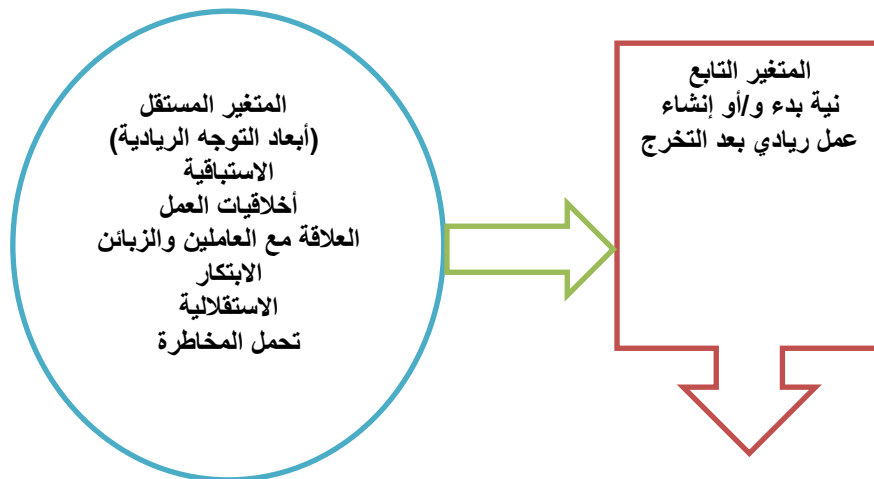 المتغير المستقل
(أبعاد التوجه الريادية)
الاستباقية
أخلاقيات العمل
العلاقة مع العاملين والزبائن
الابتكار
الاستقلالية
تحمل المخاطرة
المتغير التابع
نية بدء و/أو إنشاء
عمل ريادي بعد التخرج